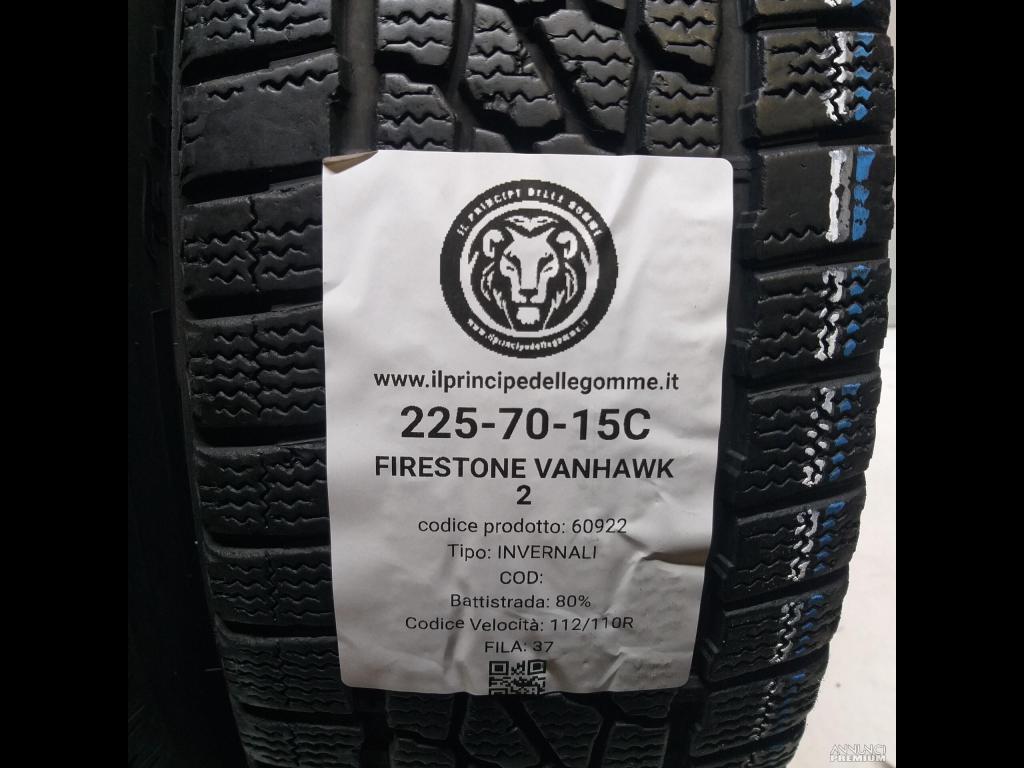 IL PRINCIPE DELLE GOMME
www.ilprincipedellegomme.it
www.ilprincipedellegomme.it
225-70-15C
FIRESTONE VANHAWK
2
codice prodotto: 60922
Tipo: INVERNALI
COD:
Battistrada: 80%
Codice Velocità: 112/110R
FILA: 37
ANNUNCI
PREMIUM